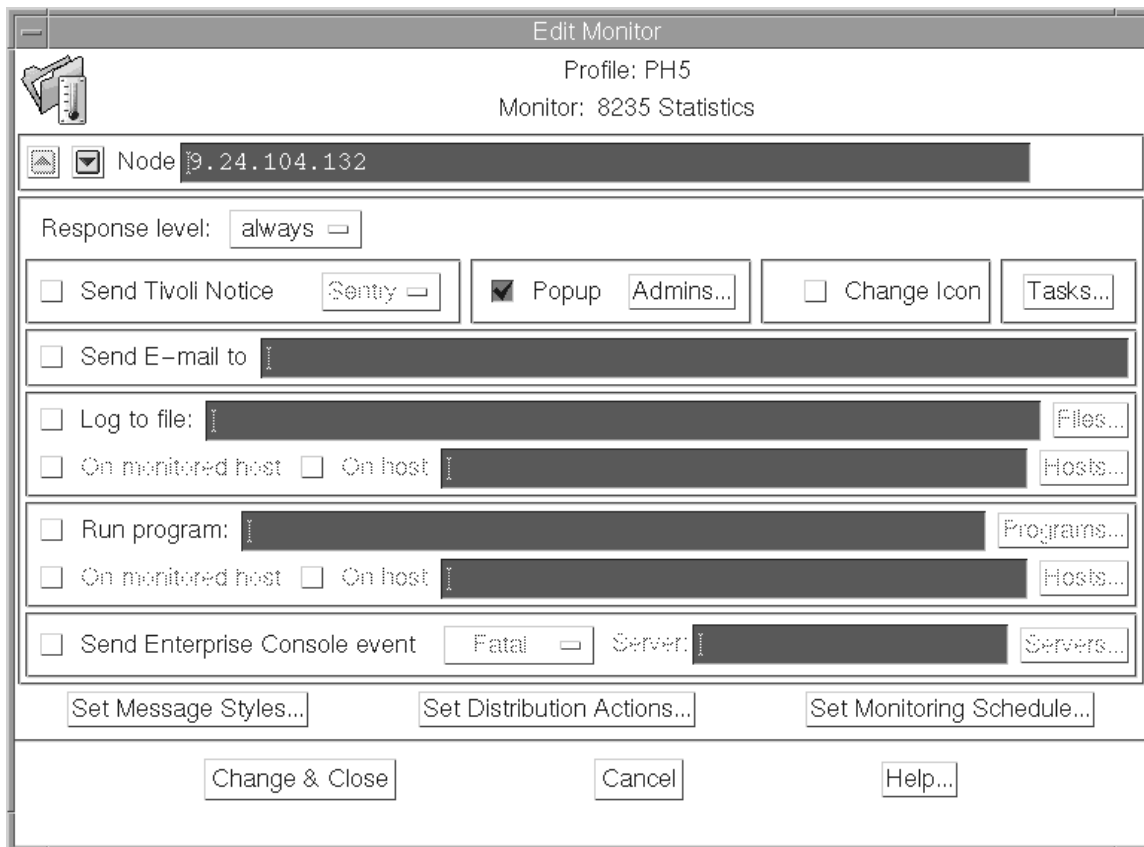 Edit Monitor
Profile: PH5
Monitor: 8235 Statistics
Node 9.24.104.132
Response level: always
Send Tivoli Notice Sentry Popup Admins... Change Icon Tasks...
Send E-mail to
Log to file: Files...
On monitored host On host Hosts...
Run program: Programs...
On monitored host On host Hosts...
Send Enterprise Console event Fatal Server: Servers...
Set Message Styles... Set Distribution Actions... Set Monitoring Schedule...
Change & Close Cancel Help...